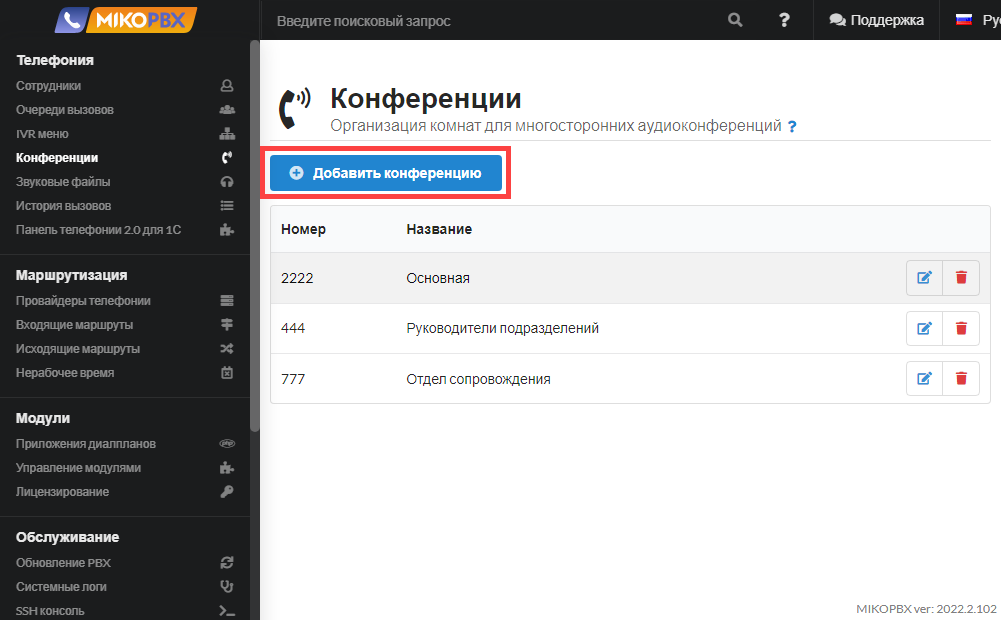 MIKOPBX
Введите поисковый запрос
?
Поддержка
Ру
Телефония
Сотрудники
Очереди вызовов
IVR меню
Конференции
Звуковые файлы
История вызовов
Панель телефонии 2.0 для 1С
Маршрутизация
Провайдеры телефонии
Входящие маршруты
Исходящие маршруты
Нерабочее время
Модули
Приложения диалпланов
Управление модулями
Лицензирование
Обслуживание
Обновление PBX
Системные логи
SSH консоль
Конференции
Организация комнат для многосторонних аудиоконференций ?
Добавить конференцию
Номер Название
2222 Основная
444 Руководители подразделений
777 Отдел сопровождения
MIKOPBX ver: 2022.2.102